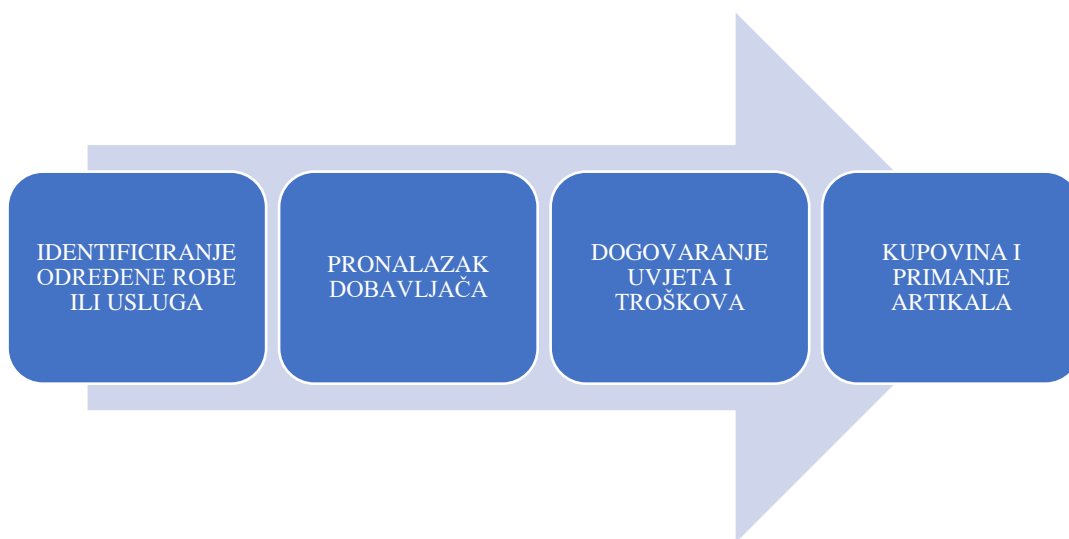 IDENTIFICIRANJE
ODREĐENE ROBE
ILI USLUGA
PRONALAZAK
DOBAVLJAČA
DOGOVARANJE
UVJETA I
TROŠKOVA
KUPOVINA I
PRIMANJE
ARTIKALA